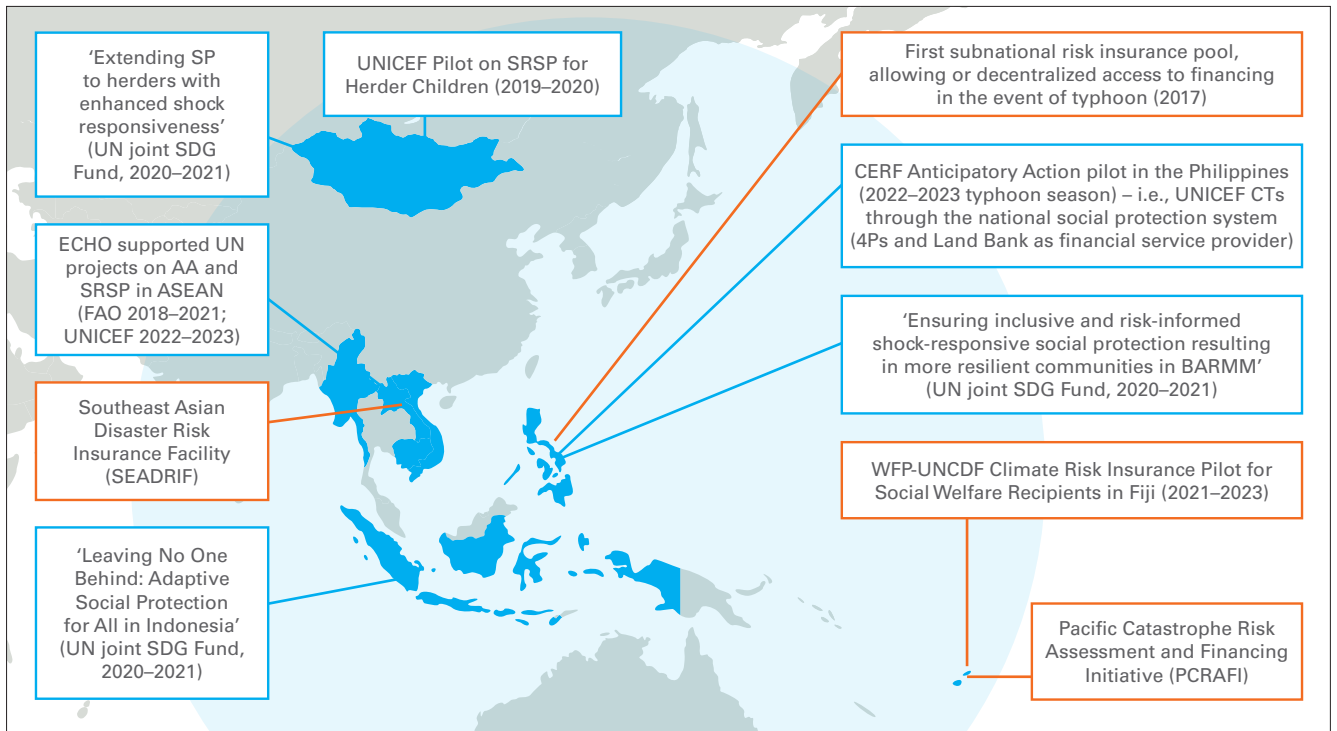 ‘Extending SP
to herders with
enhanced shock
responsiveness’
(UN joint SDG
Fund, 2020–2021)
UNICEF Pilot on SRSP for
Herder Children (2019–2020)
First subnational risk insurance pool,
allowing or decentralized access to financing
in the event of typhoon (2017)
CERF Anticipatory Action pilot in the Philippines
(2022–2023 typhoon season) – i.e., UNICEF CTs
through the national social protection system
(4Ps and Land Bank as financial service provider)
ECHO supported UN
projects on AA and
SRSP in ASEAN
(FAO 2018–2021;
UNICEF 2022–2023)
‘Ensuring inclusive and risk-informed
shock-responsive social protection resulting
in more resilient communities in BARMM’
(UN joint SDG Fund, 2020–2021)
Southeast Asian
Disaster Risk
Insurance Facility
(SEADRIF)
WFP-UNCDF Climate Risk Insurance Pilot for
Social Welfare Recipients in Fiji (2021–2023)
‘Leaving No One
Behind: Adaptive
Social Protection
for All in Indonesia’
(UN joint SDG Fund,
2020–2021)
Pacific Catastrophe Risk
Assessment and Financing
Initiative (PCRAFI)